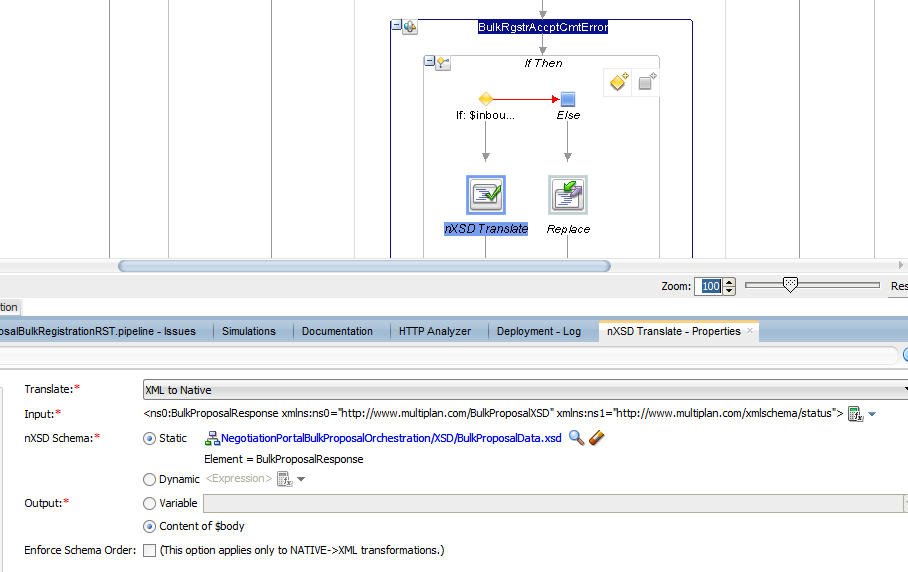 BulkRgstrAccptCmtError
If Then
If: $inbou...
Else
nXSD Translate
Replace
Zoom: 100
Res
tion
osalBulkRegistrationRST.pipeline - Issues
Simulations
Documentation
HTTP Analyzer
Deployment - Log
nXSD Translate - Properties
Translate:* XML to Native
Input:* <ns0:BulkProposalResponse xmlns:ns0="http://www.multiplan.com/BulkProposalXSD" xmlns:ns1="http://www.multiplan.com/xmlschema/status">
nXSD Schema:* Static NegotiationPortalBulkProposalOrchestration/XSD/BulkProposalData.xsd
Element = BulkProposalResponse
Dynamic <Expression>
Output:* Variable
Content of $body
Enforce Schema Order: (This option applies only to NATIVE->XML transformations.)